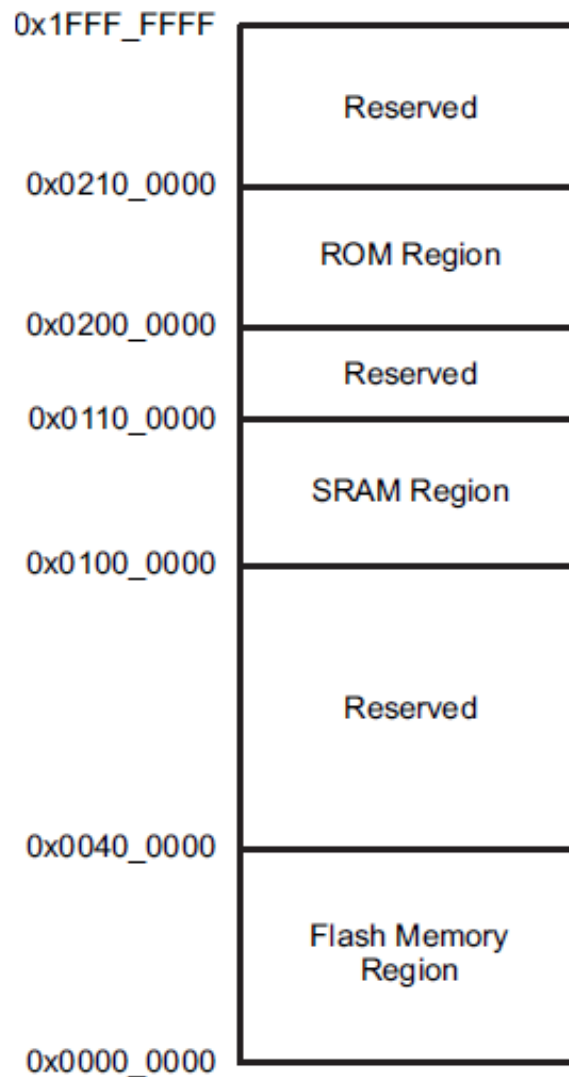 0x1FFF_FFFF
Reserved
0x0210_0000
ROM Region
0x0200_0000
Reserved
0x0110_0000
SRAM Region
0x0100_0000
Reserved
0x0040_0000
Flash Memory
Region
0x0000_0000